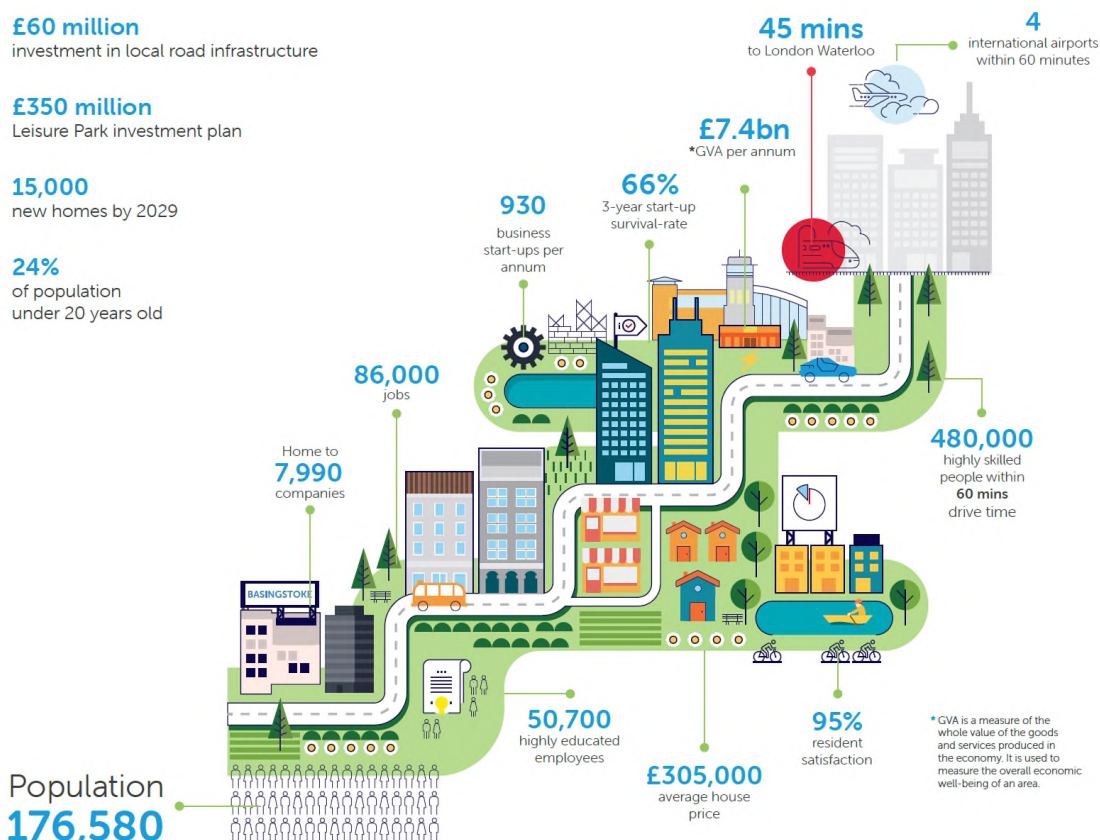 £60 million
investment in local road infrastructure
£350 million
Leisure Park investment plan
15,000
new homes by 2029
24%
of population
under 20 years old
45 mins
to London Waterloo
4
international airports
within 60 minutes
£7.4bn
*GVA per annum
66%
3-year start-up
survival-rate
930
business
start-ups per
annum
86,000
jobs
Home to
7,990
companies
BASINGSTOKE
480,000
highly skilled
people within
60 mins
drive time
50,700
highly educated
employees
£305,000
average house
price
95%
resident
satisfaction
* GVA is a measure of the
whole value of the goods
and services produced in
the economy. It is used to
measure the overall economic
well-being of an area.
Population
176,580